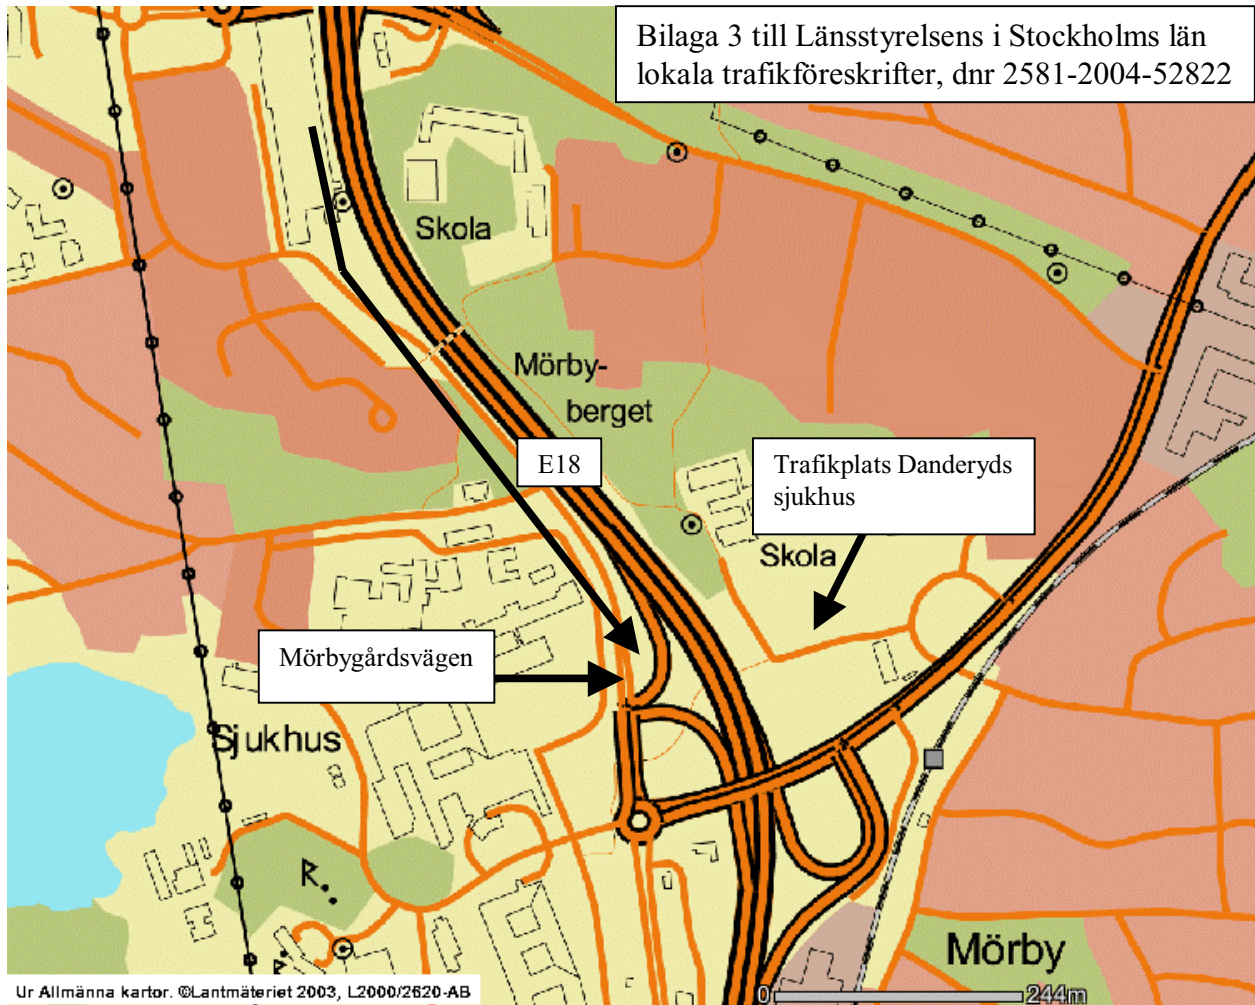 Bilaga 3 till Länsstyrelsens i Stockholms län
lokala trafikföreskrifter, dnr 2581-2004-52822
Skola
Mörby-
berget
E18
Trafikplats Danderyds
sjukhus
Skola
Mörbygårdsvägen
Sjukhus
R
R
Mörby
Ur Allmänna kartor. ©Lantmäteriet 2003, L2000/2620-AB
0 244m